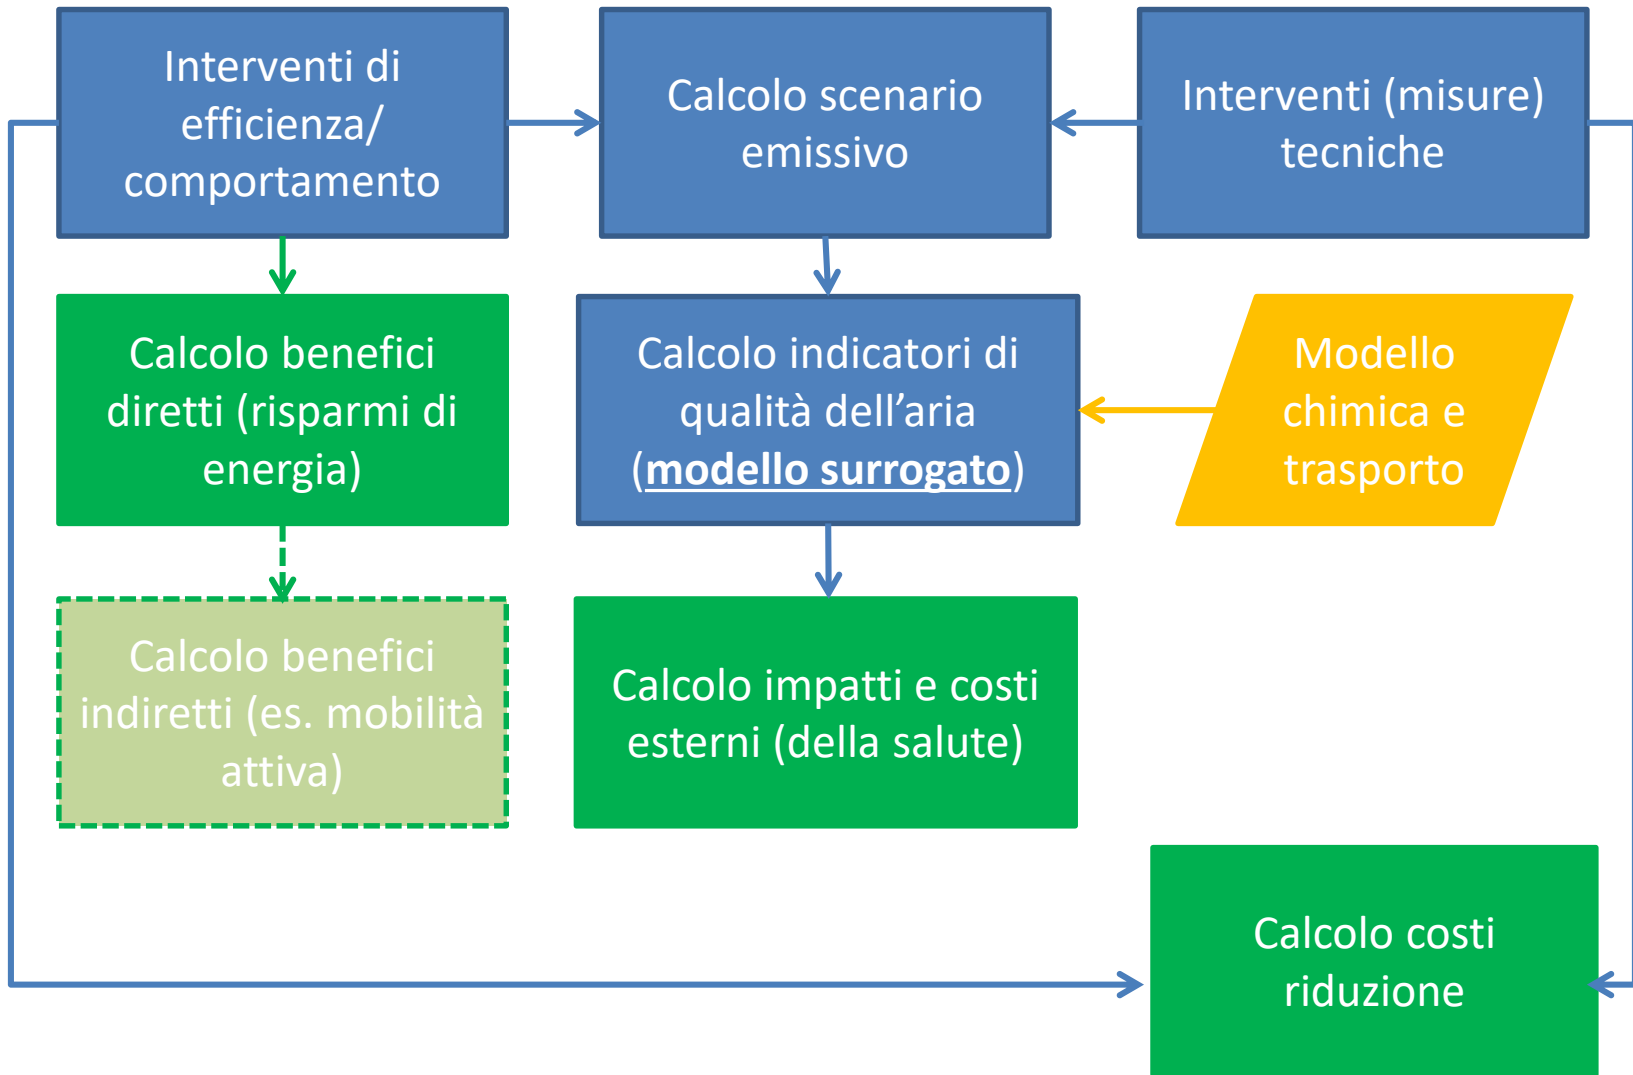 Interventi di
efficienza/
comportamento
Calcolo scenario
emissivo
Interventi (misure)
tecniche
Calcolo benefici
diretti (risparmi di
energia)
Calcolo indicatori di
qualità dell’aria
(modello surrogato)
Modello
chimica e
trasporto
Calcolo benefici
indiretti (es. mobilità
attiva)
Calcolo impatti e costi
esterni (della salute)
Calcolo costi
riduzione